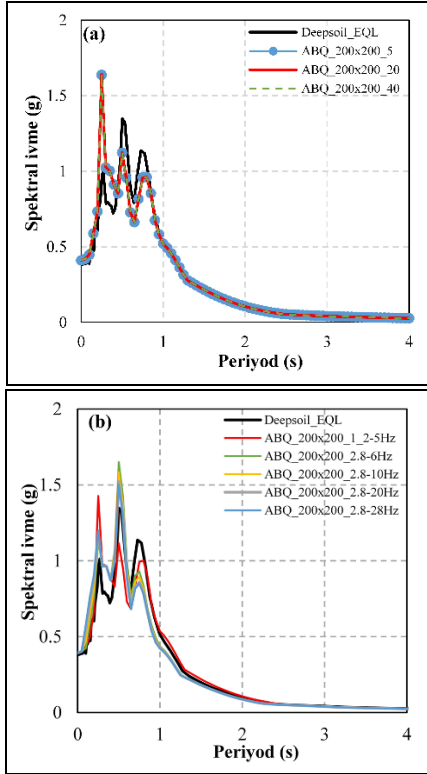 (a)
Deepsoil_EQL
ABQ_200x200_5
ABQ_200x200_20
ABQ_200x200_40
2
1.5
1
0.5
0
Spektral ivme (g)
0 1 2 3 4
Periyod (s)
(b)
Deepsoil_EQL
ABQ_200x200_1_2-5Hz
ABQ_200x200_2.8-6Hz
ABQ_200x200_2.8-10Hz
ABQ_200x200_2.8-20Hz
ABQ_200x200_2.8-28Hz
2
1.5
1
0.5
0
Spektral ivme (g)
0 1 2 3 4
Periyod (s)